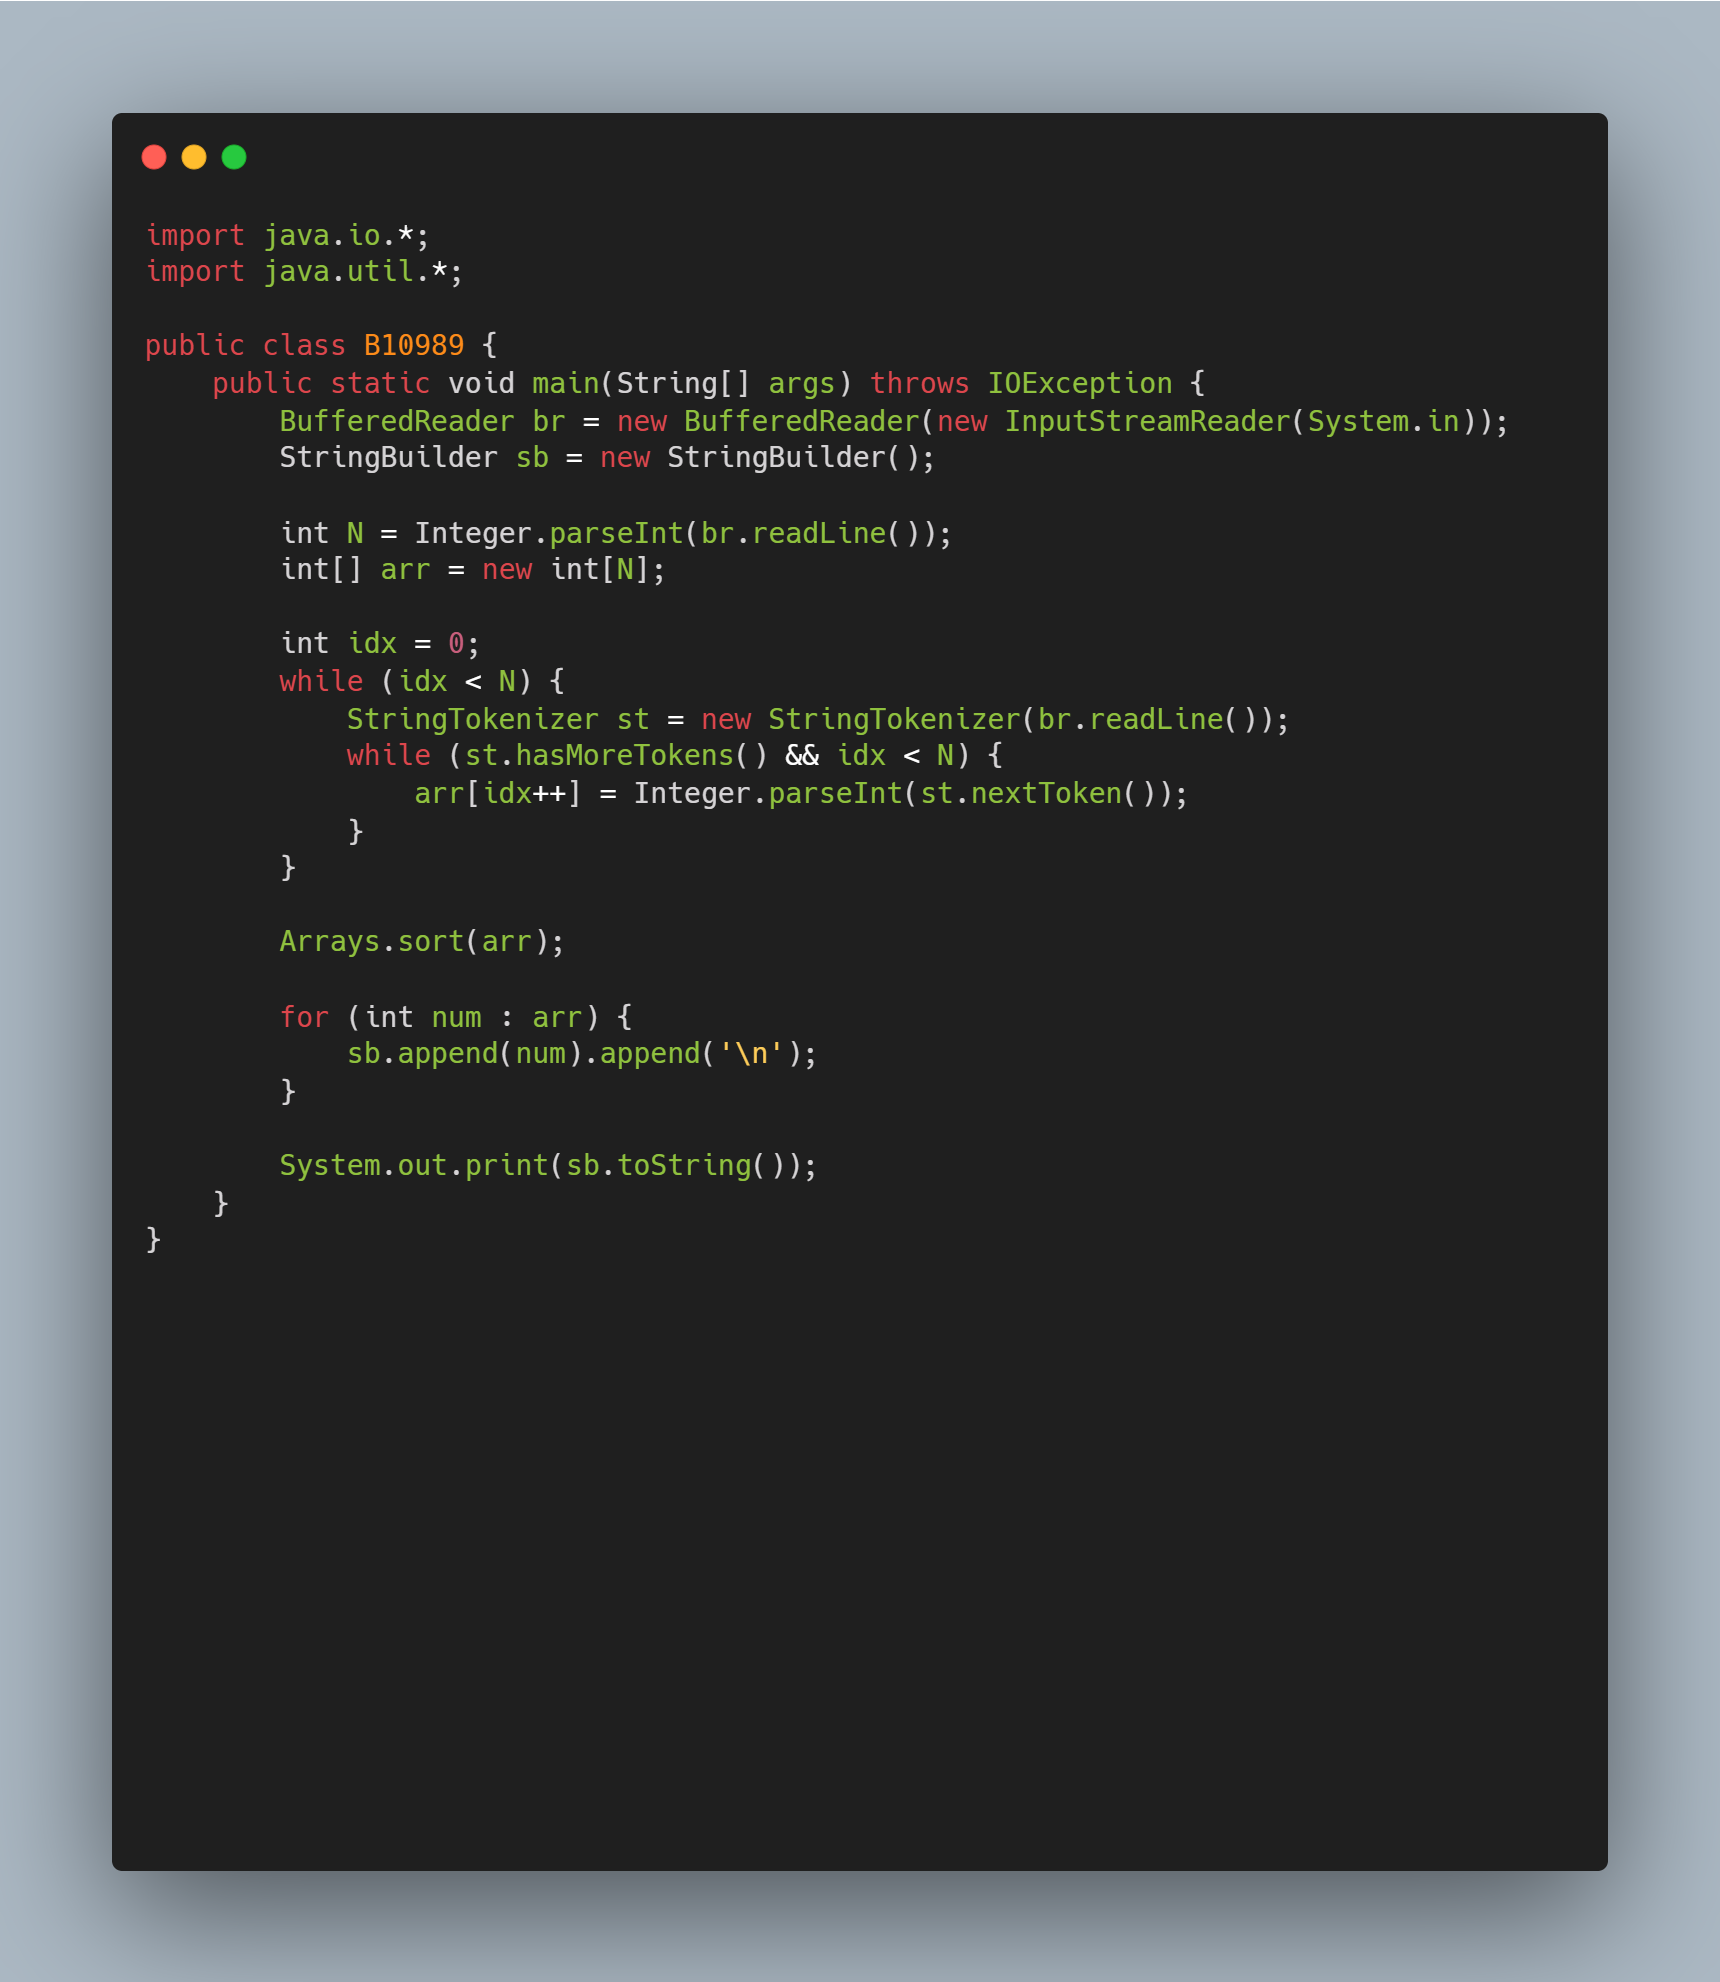 import java.io.*;
import java.util.*;

public class B10989 {
    public static void main(String[] args) throws IOException {
        BufferedReader br = new BufferedReader(new InputStreamReader(System.in));
        StringBuilder sb = new StringBuilder();

        int N = Integer.parseInt(br.readLine());
        int[] arr = new int[N];

        int idx = 0;
        while (idx < N) {
            StringTokenizer st = new StringTokenizer(br.readLine());
            while (st.hasMoreTokens() && idx < N) {
                arr[idx++] = Integer.parseInt(st.nextToken());
            }
        }

        Arrays.sort(arr);

        for (int num : arr) {
            sb.append(num).append('\n');
        }

        System.out.print(sb.toString());
    }
}